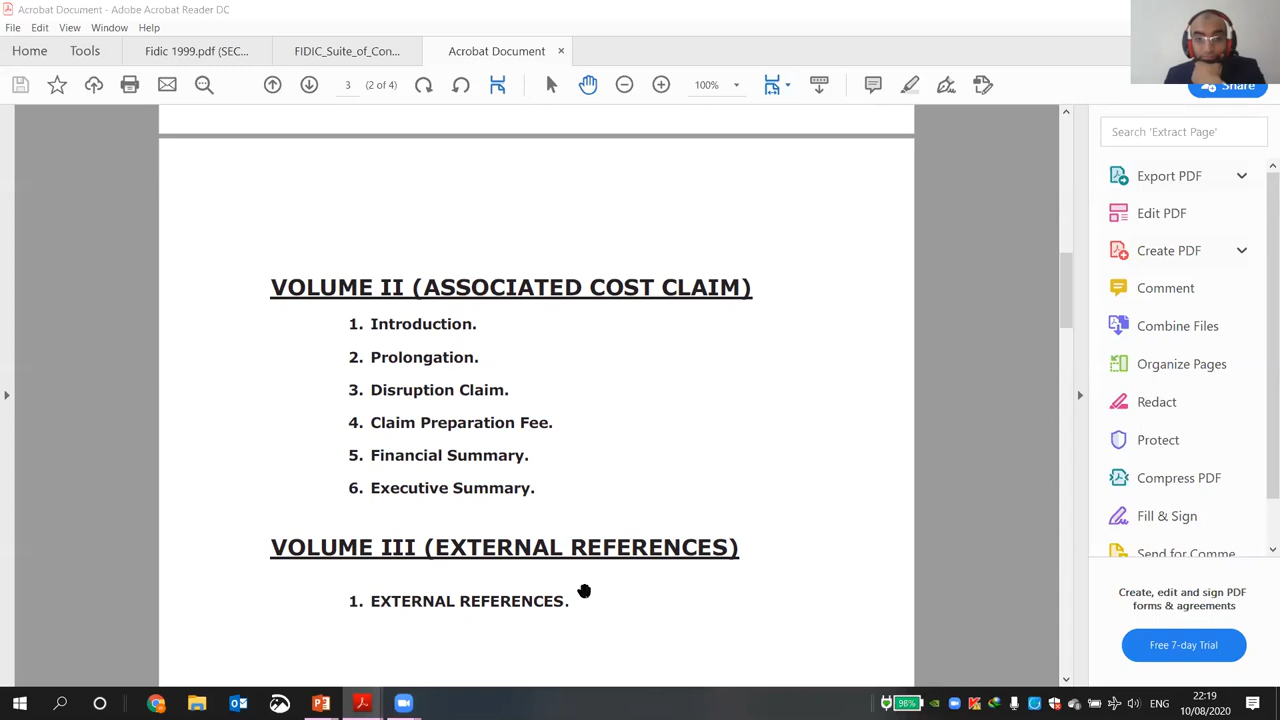 Acrobat Document - Adobe Acrobat Reader DC
File Edit View Window Help
Home Tools Fidic 1999.pdf (SEC... FIDIC_Suite_of_Con... Acrobat Document ×
3 (2 of 4) 100%
Share
Search 'Extract Page'
VOLUME II (ASSOCIATED COST CLAIM)
1. Introduction.
2. Prolongation.
3. Disruption Claim.
4. Claim Preparation Fee.
5. Financial Summary.
6. Executive Summary.
VOLUME III (EXTERNAL REFERENCES)
1. EXTERNAL REFERENCES.
Export PDF
Edit PDF
Create PDF
Comment
Combine Files
Organize Pages
Redact
Protect
Compress PDF
Fill & Sign
Send for Comme
Create, edit and sign PDF
forms & agreements
Free 7-day Trial
98% ENG 22:19
10/08/2020